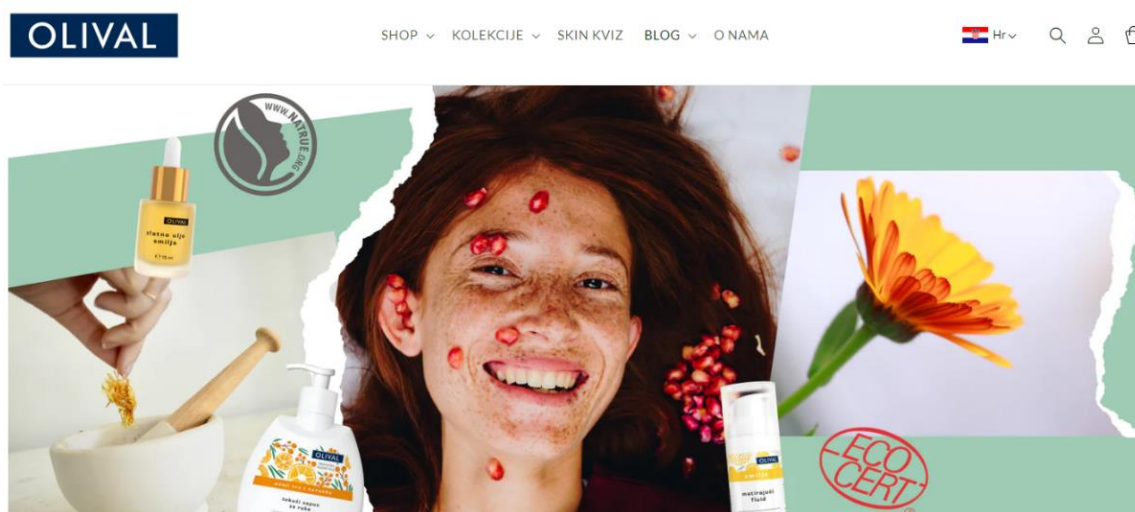 OLIVAL
SHOP KOLEKCIJE SKIN KVIZ BLOG O NAMA
Hr
WWW.NATRUE.ORG
OLIVAL
zlatno ulje
smilja
OLIVAL
tekući sapun
za ruke
OLIVAL
smilje
matirajući
fluid
ECO
CERT
®